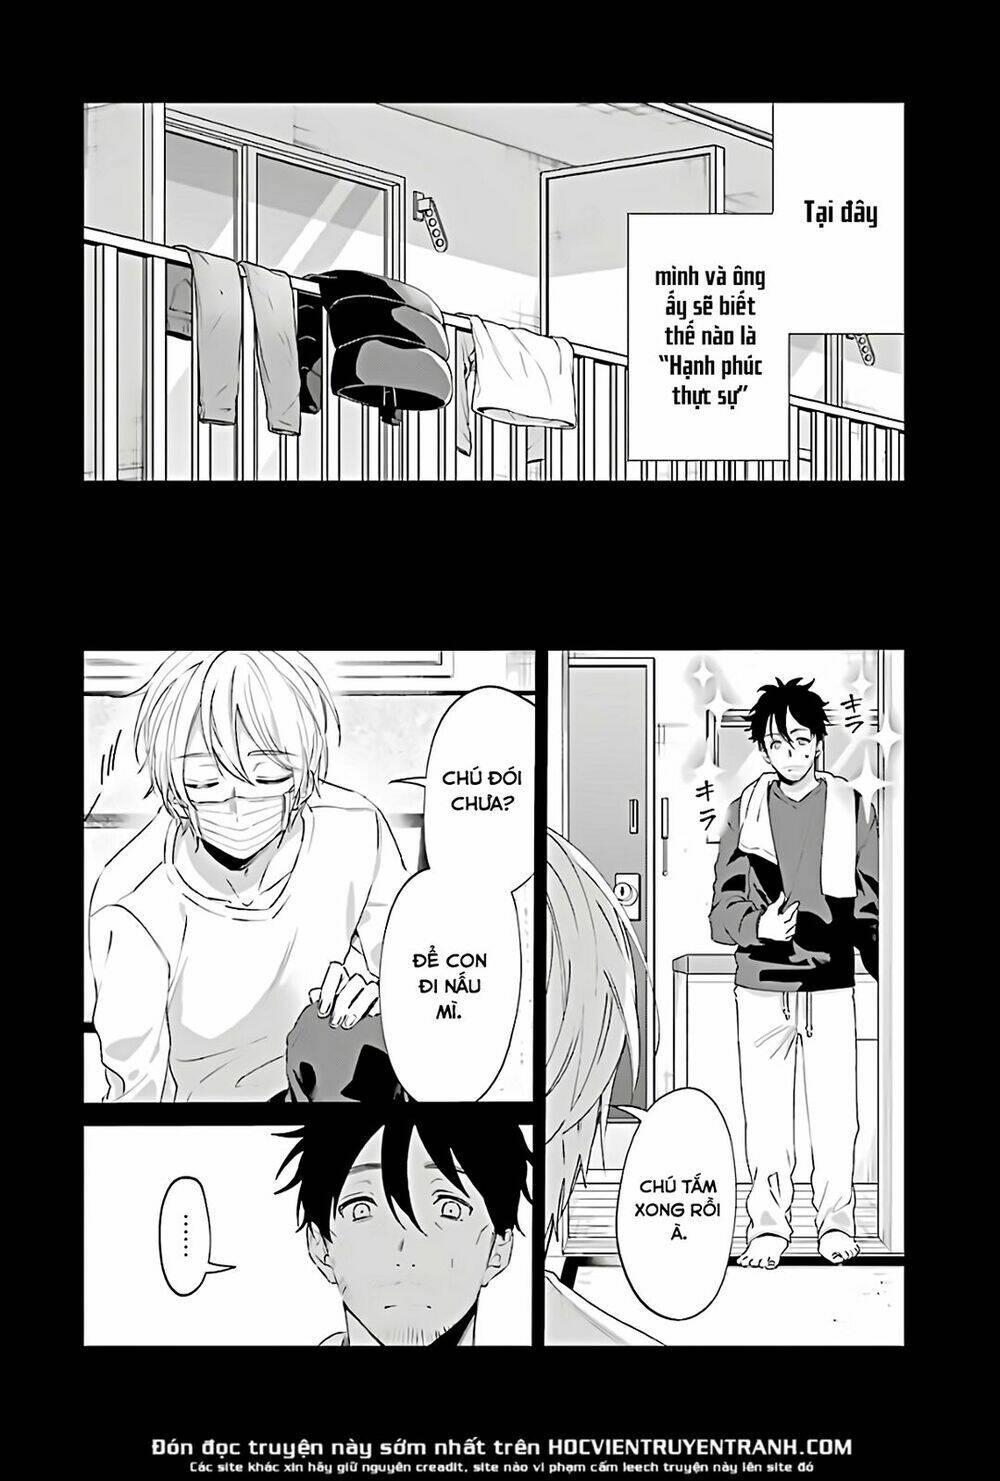 Tại đây
mình và ông
ấy sẽ biết
thế nào là
“Hạnh phúc
thực sự”
キラ
キラ
CHÚ TẮM
XONG RỒI
À.
CHÚ ĐÓI
CHƯA?
ĐỂ CON
ĐI NẤU
MÌ.
......
Đón đọc truyện này sớm nhất trên HOCVIENTRUYENTRANH.COM
Các site khác xin hãy giữ nguyên creadit, site nào vi phạm cấm leech truyện này lên site đó